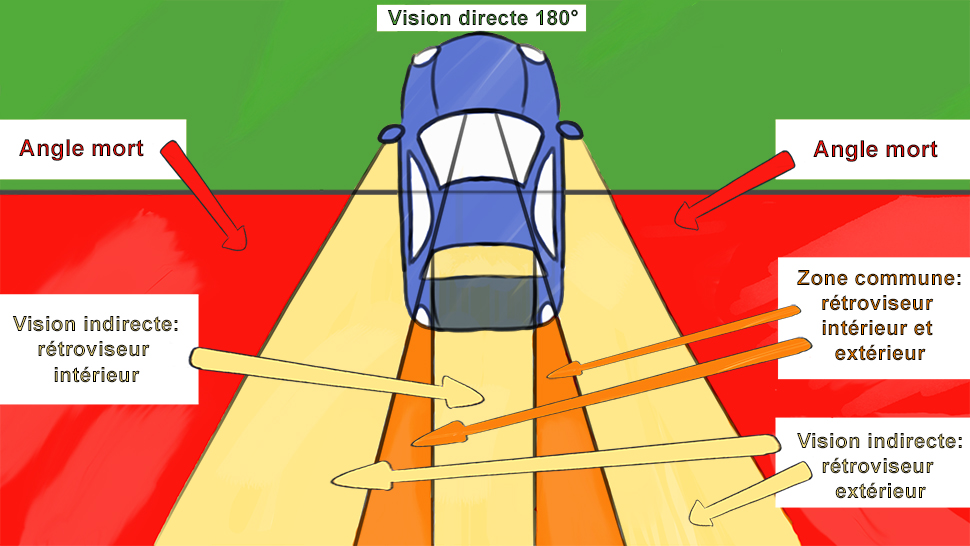 Vision directe 180°
Angle mort
Angle mort
Zone commune:
rétroviseur
intérieur et
extérieur
Vision indirecte:
rétroviseur
intérieur
Vision indirecte:
rétroviseur
extérieur